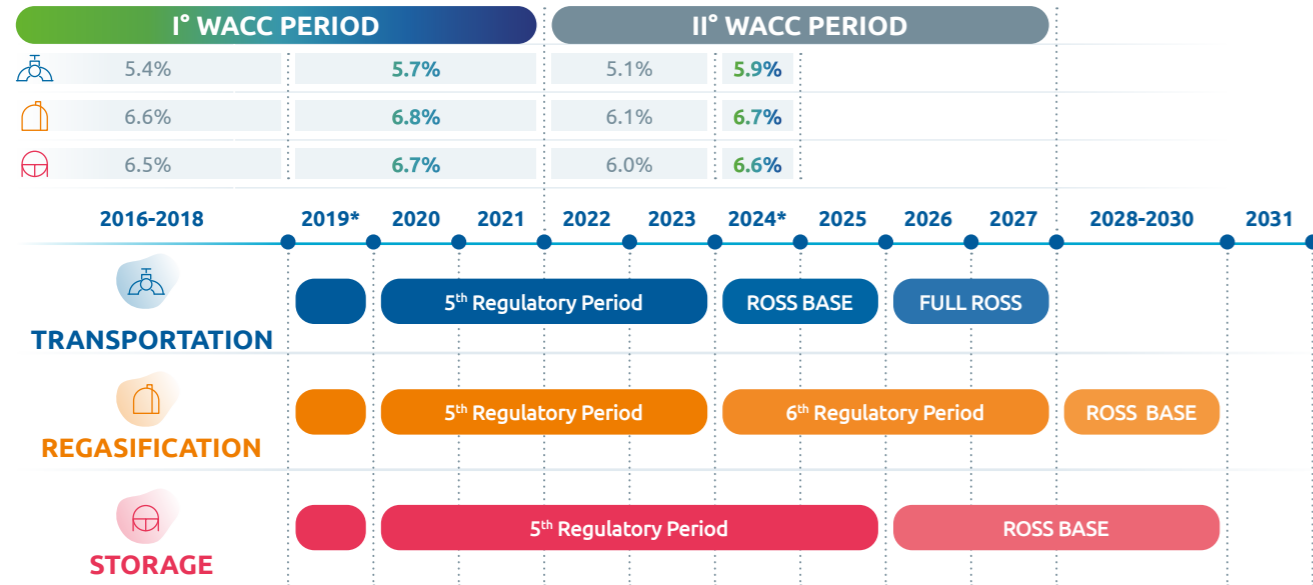 I° WACC PERIOD II° WACC PERIOD
5.4% 5.7% 5.1% 5.9%
6.6% 6.8% 6.1% 6.7%
6.5% 6.7% 6.0% 6.6%
2016-2018 2019* 2020 2021 2022 2023 2024* 2025 2026 2027 2028-2030 2031
5th Regulatory Period ROSS BASE FULL ROSS
TRANSPORTATION
5th Regulatory Period 6th Regulatory Period ROSS BASE
REGASIFICATION
5th Regulatory Period ROSS BASE
STORAGE